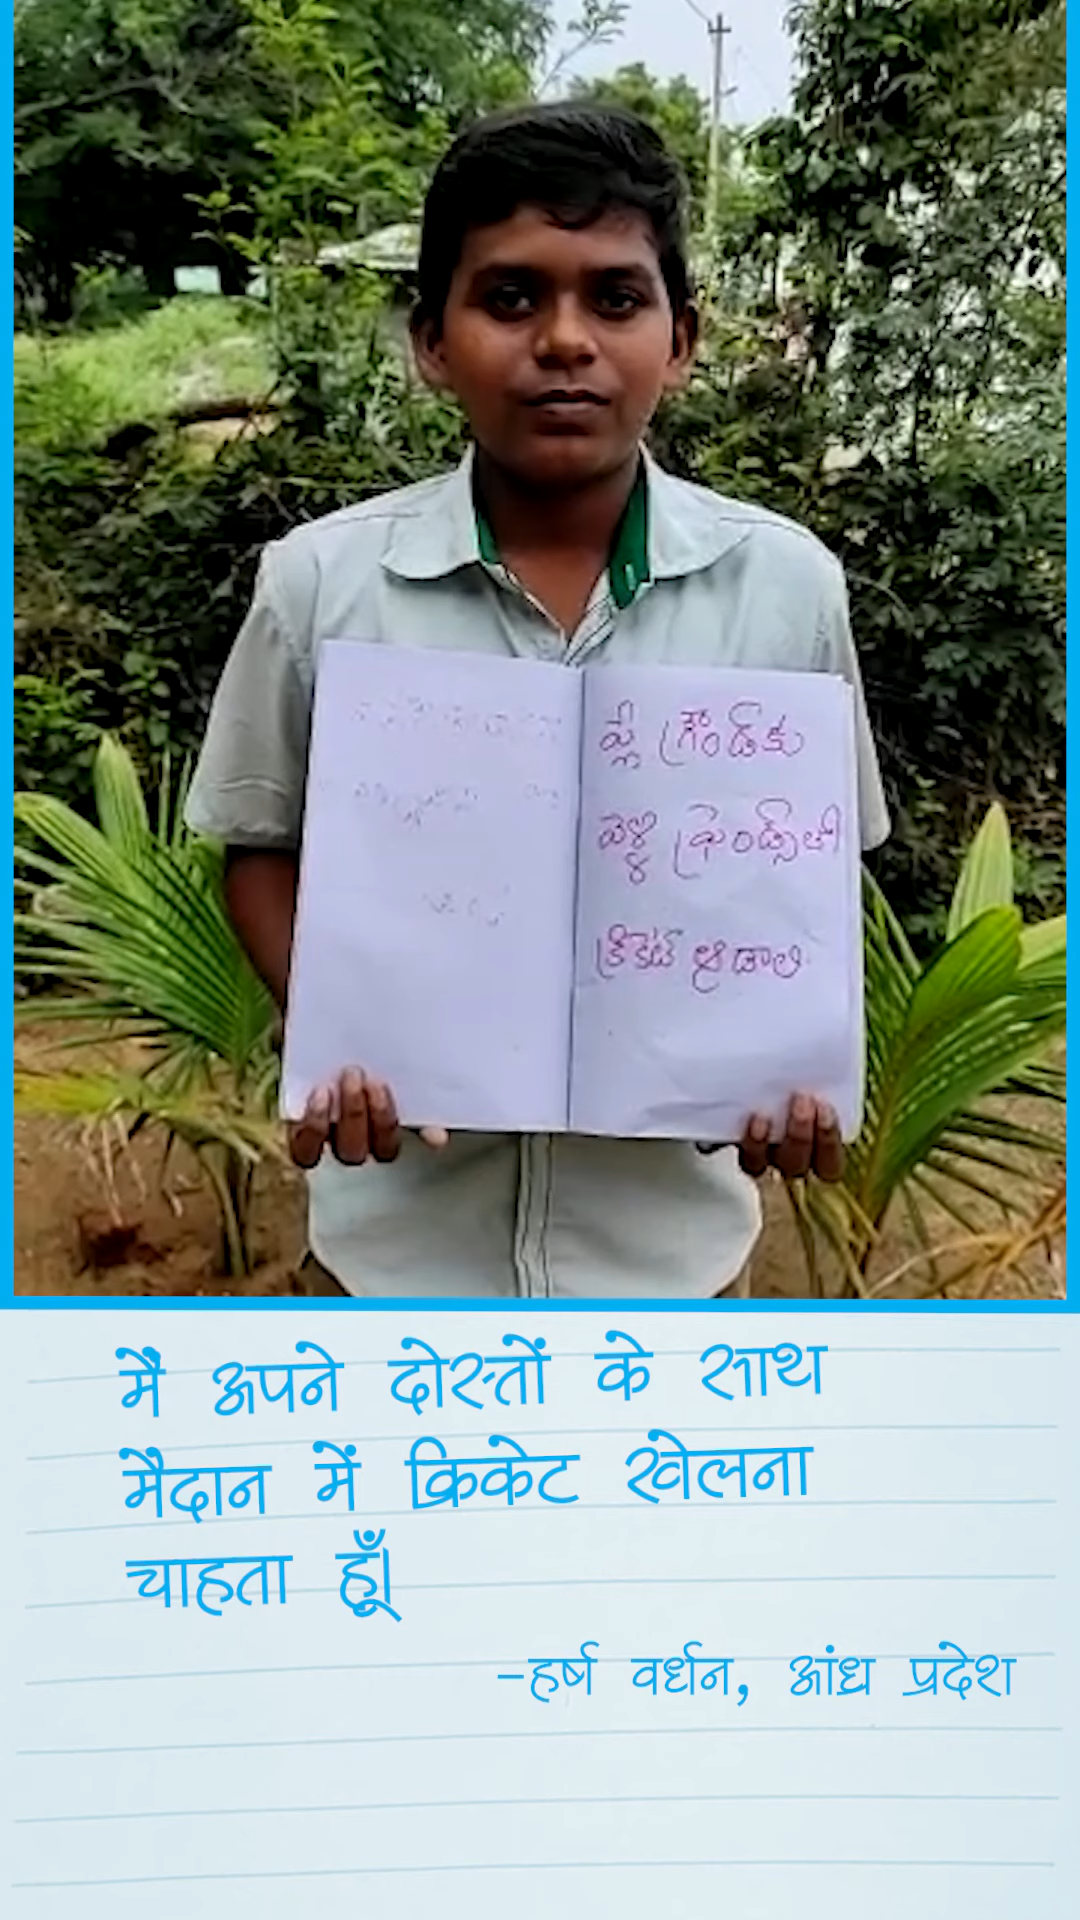 ప్లే గ్రౌండ్‌కు
వెళ్ళి ఫ్రెండ్స్‌తో
క్రికెట్ ఆడాలి
मैं अपने दोस्तों के साथ
मैदान में क्रिकेट खेलना
चाहता हूँ।
-हर्ष वर्धन, आंध्र प्रदेश